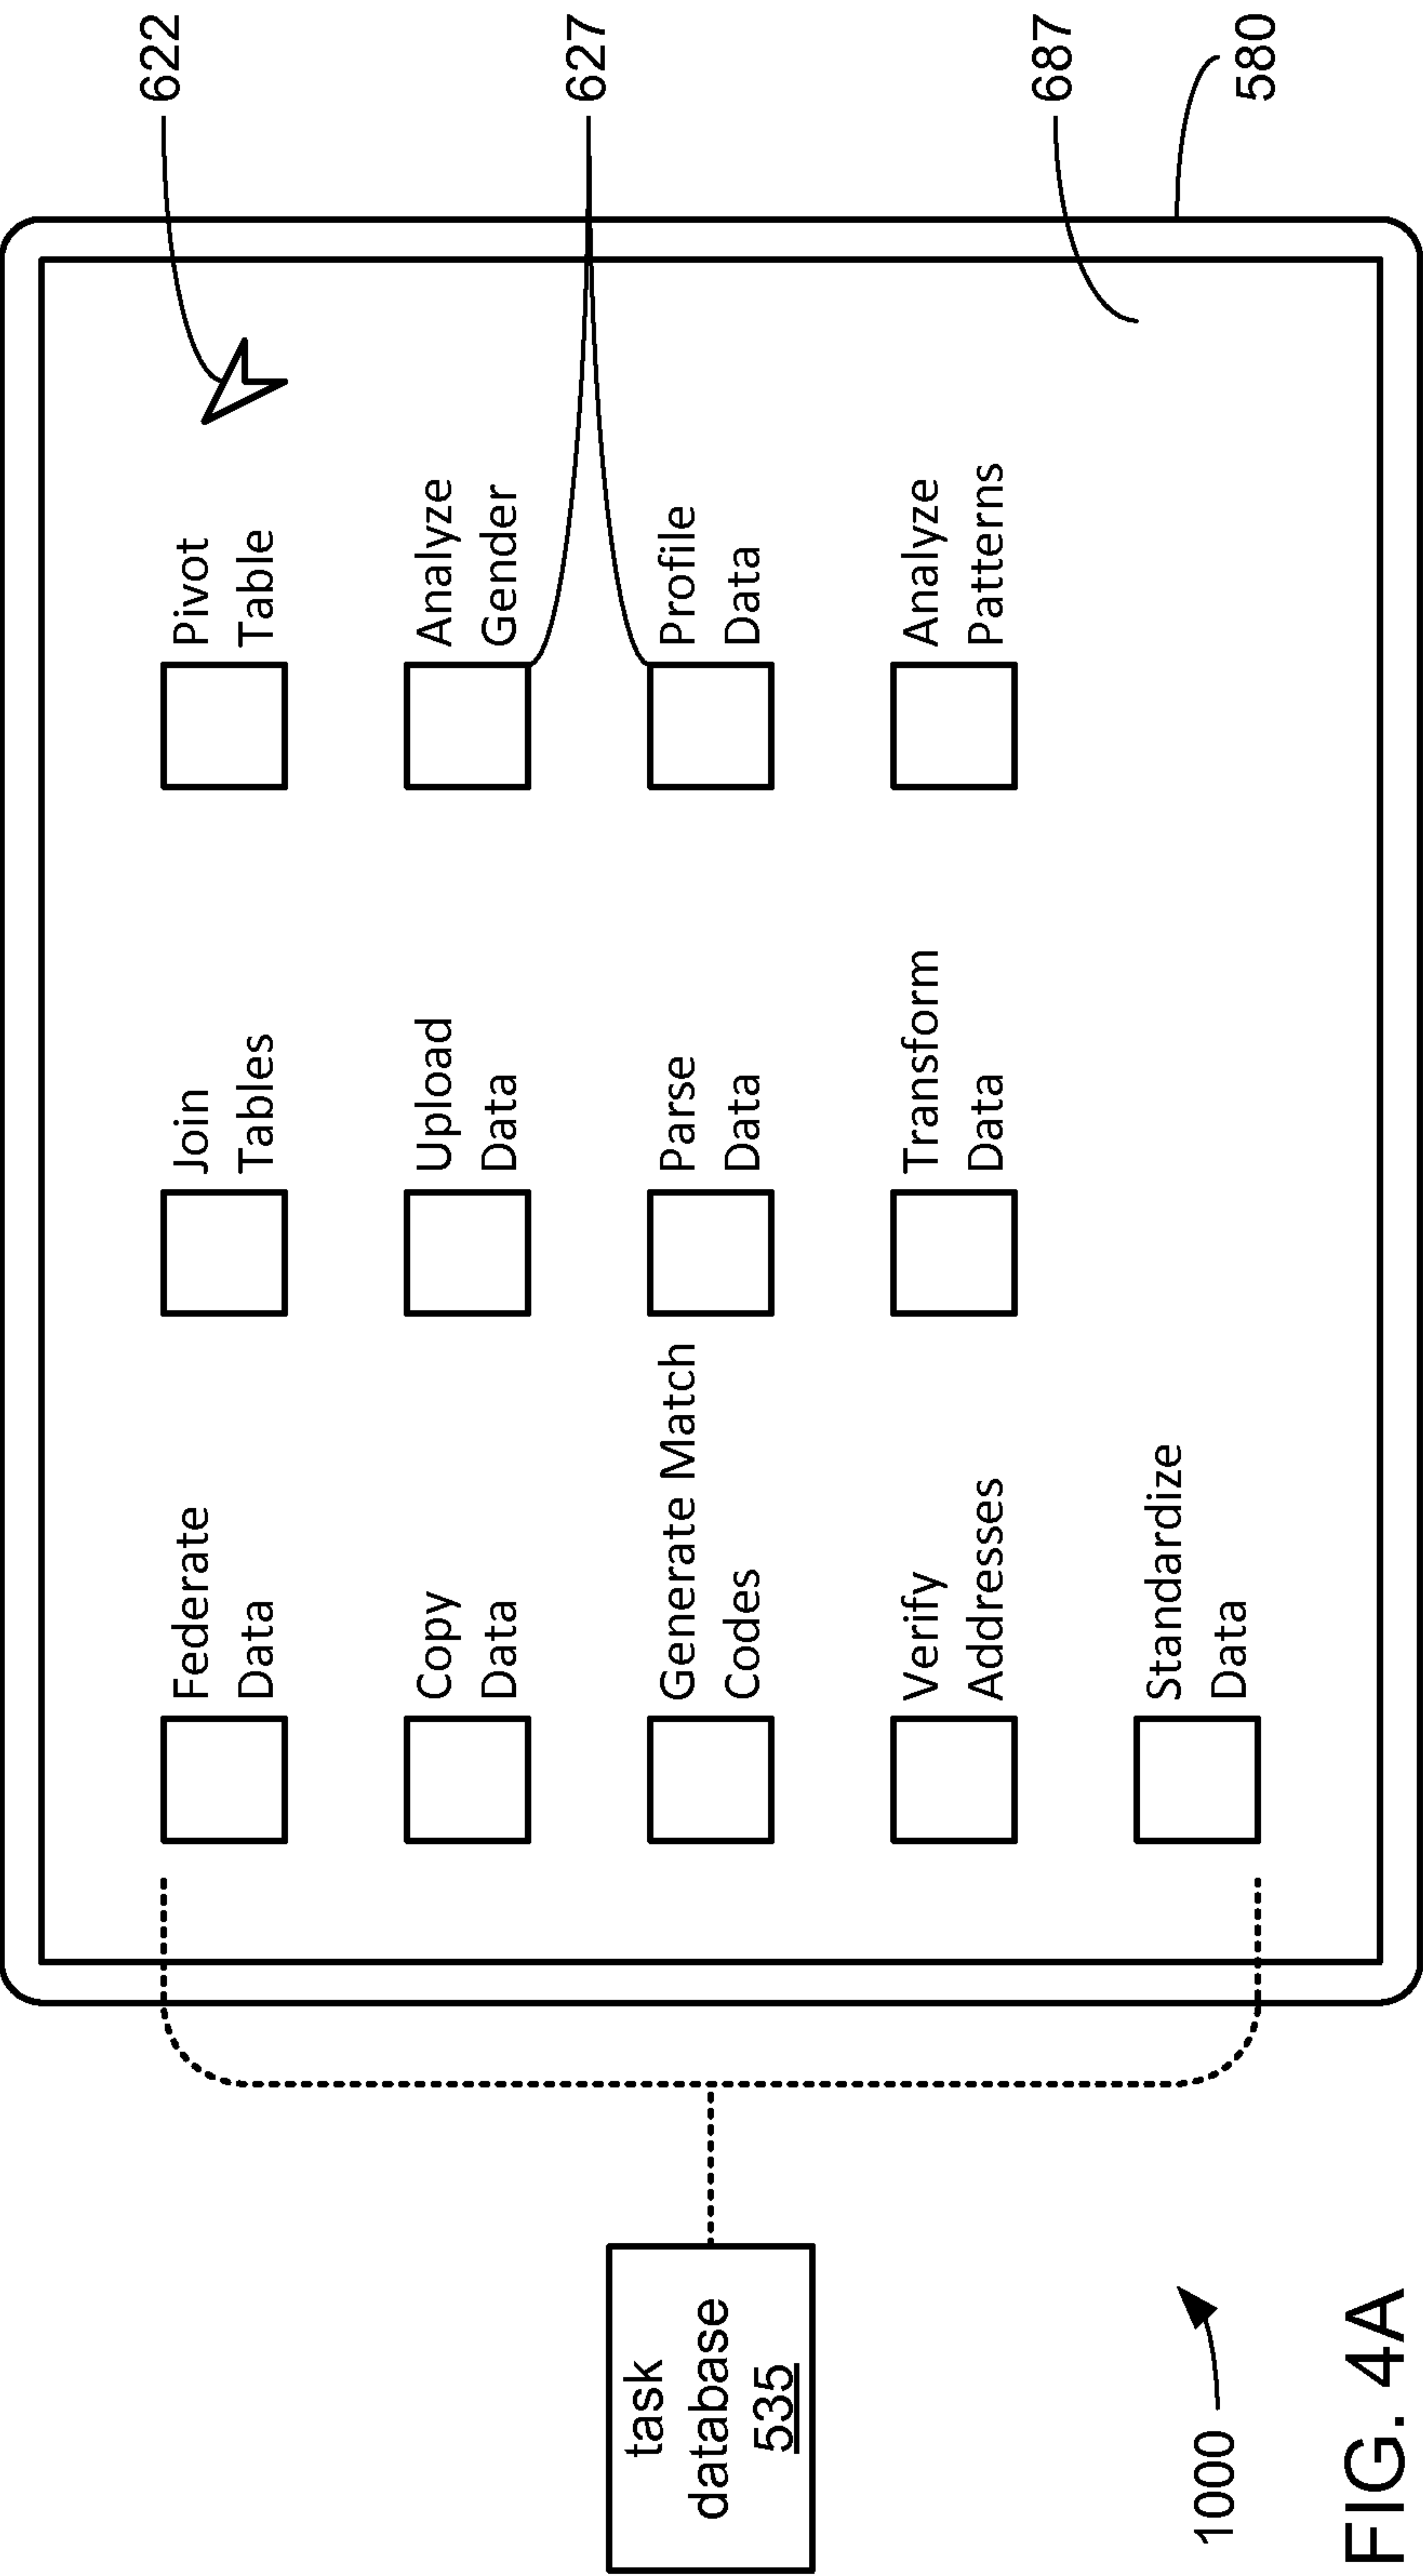 622
Federate
Data
Join
Tables
Pivot
Table
Copy
Data
Upload
Data
Analyze
Gender
627
Generate Match
Codes
Parse
Data
Profile
Data
task
database
535
Verify
Addresses
Transform
Data
Analyze
Patterns
687
Standardize
Data
580
1000
FIG. 4A